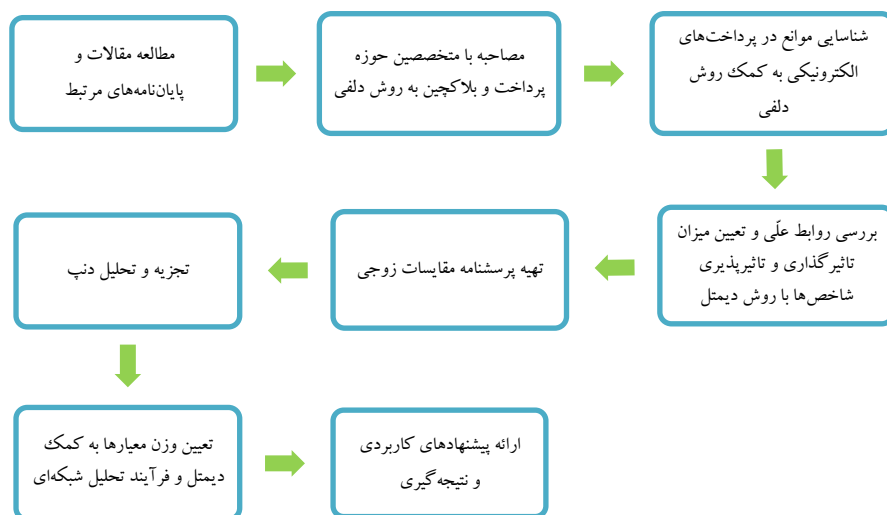 مطالعه مقالات و
پایان‌نامه‌های مرتبط
مصاحبه با متخصصین حوزه
پرداخت و بلاکچین به روش دلفی
شناسایی موانع در پرداخت‌های
الکترونیکی به کمک روش
دلفی
بررسی روابط علّی و تعیین میزان
تاثیرگذاری و تاثیرپذیری
شاخص‌ها با روش دیمتل
تهیه پرسشنامه مقایسات زوجی
تجزیه و تحلیل دنپ
تعیین وزن معیارها به کمک
دیمتل و فرآیند تحلیل شبکه‌ای
ارائه پیشنهادهای کاربردی
و نتیجه‌گیری